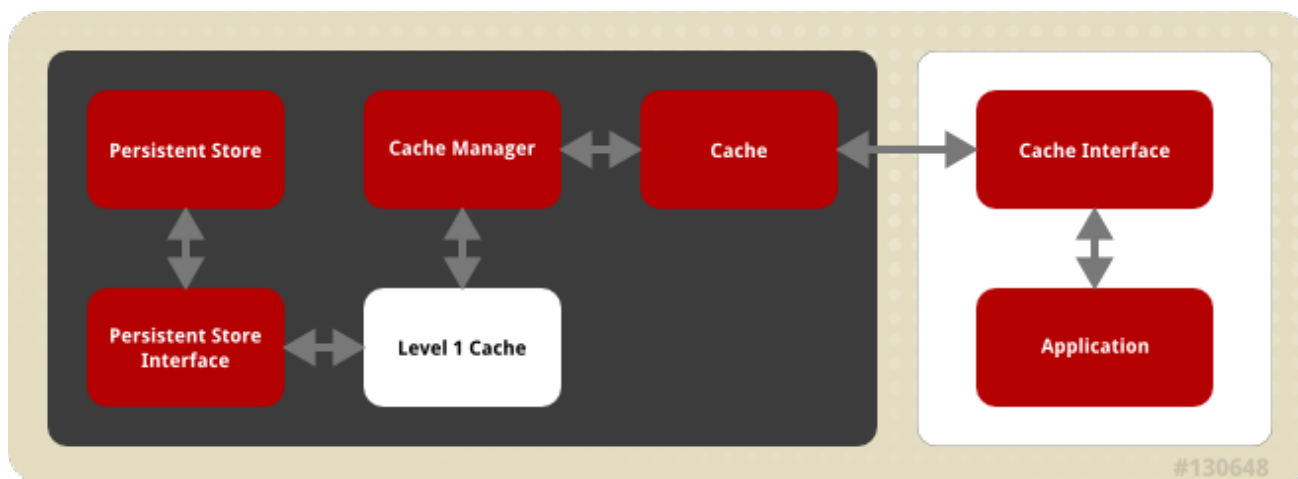 Persistent Store
Cache Manager
Cache
Cache Interface
Persistent Store
Interface
Level 1 Cache
Application
#130648